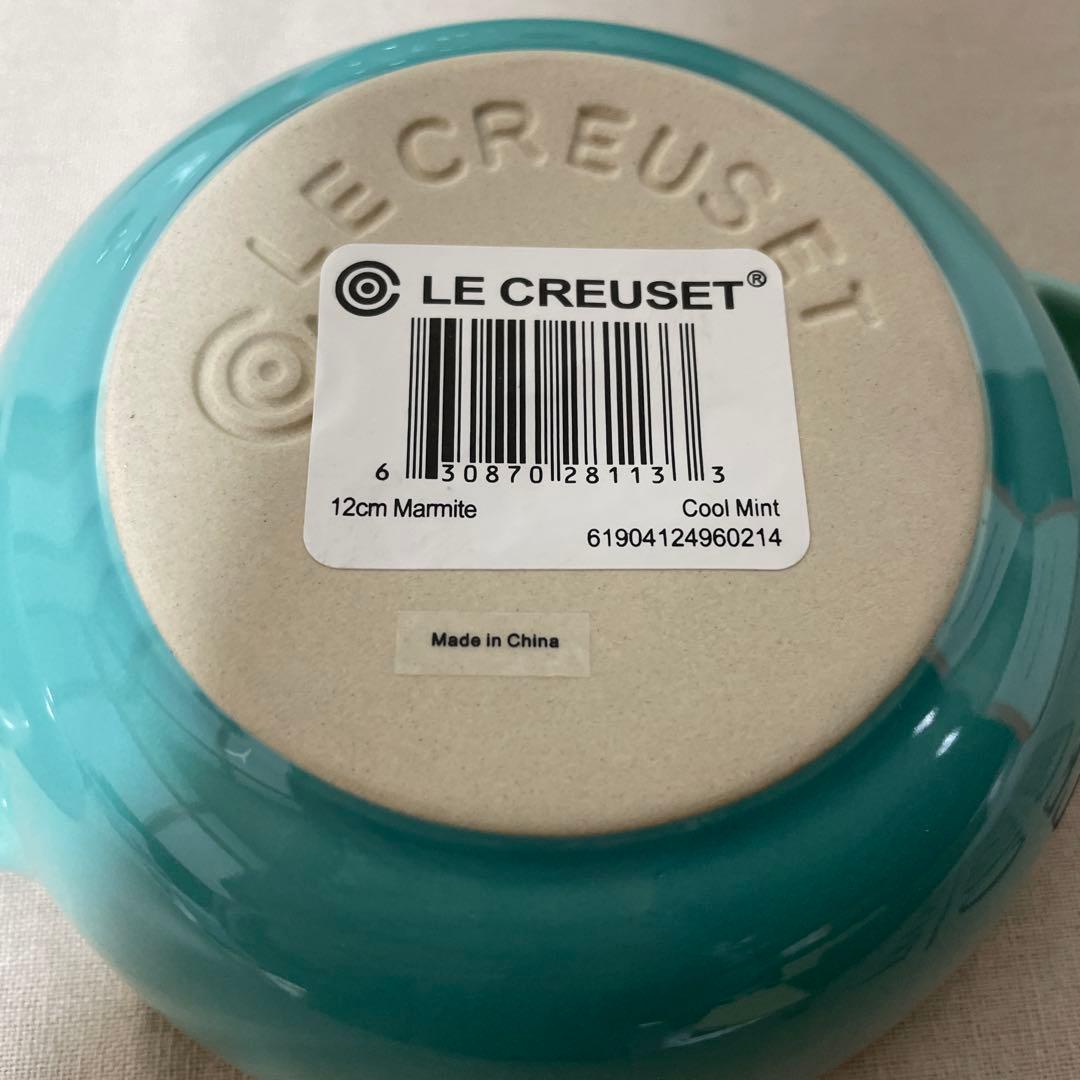 LE CREUSET
LE CREUSET®
6 30870 28113 3
12cm Marmite
Cool Mint
61904124960214
Made in China